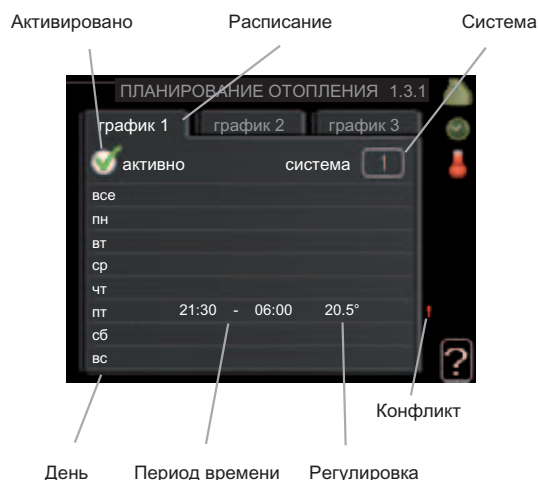 Активировано Расписание Система
ПЛАНИРОВАНИЕ ОТОПЛЕНИЯ 1.3.1
график 1 график 2 график 3
активно система 1
все
пн
вт
ср
чт
пт 21:30 - 06:00 20.5° !
сб
вс
?
Конфликт
День Период времени Регулировка